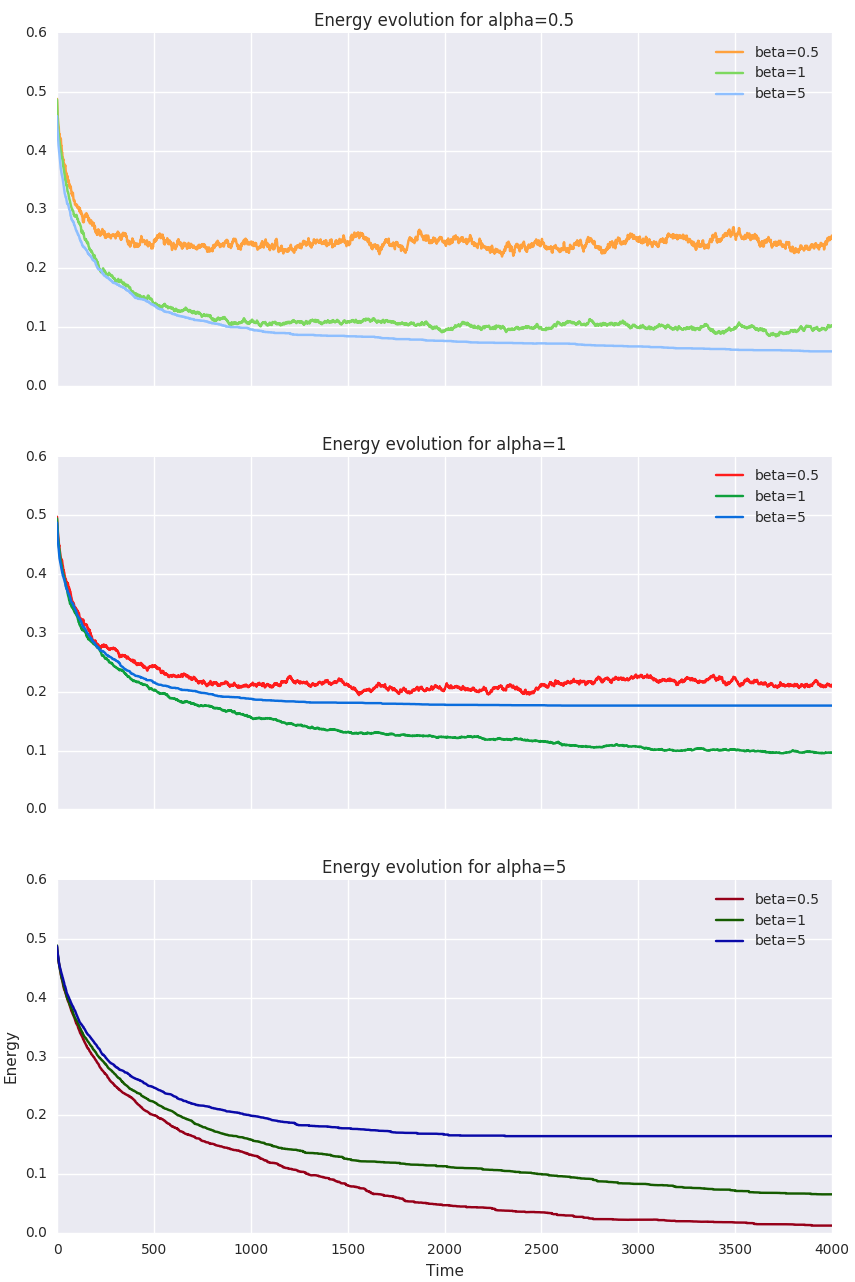 Energy evolution for alpha=0.5
0.6
0.5
0.4
0.3
0.2
0.1
0.0
beta=0.5
beta=1
beta=5
Energy evolution for alpha=1
0.6
0.5
0.4
0.3
0.2
0.1
0.0
beta=0.5
beta=1
beta=5
Energy evolution for alpha=5
0.6
0.5
0.4
0.3
0.2
0.1
0.0
beta=0.5
beta=1
beta=5
Energy
0 500 1000 1500 2000 2500 3000 3500 4000
Time